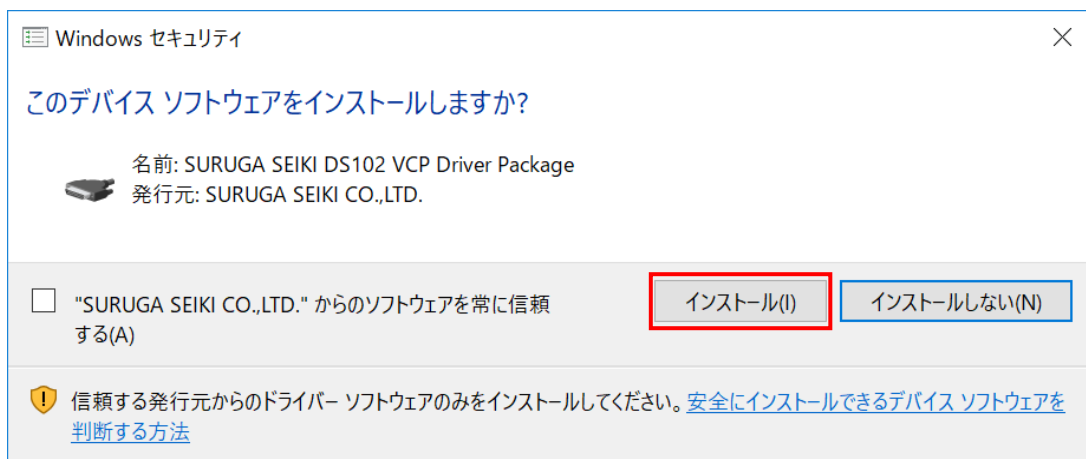 Windows セキュリティ
このデバイス ソフトウェアをインストールしますか?
名前: SURUGA SEIKI DS102 VCP Driver Package
発行元: SURUGA SEIKI CO.,LTD.
"SURUGA SEIKI CO.,LTD." からのソフトウェアを常に信頼
する(A)
インストール(I)
インストールしない(N)
信頼する発行元からのドライバー ソフトウェアのみをインストールしてください。安全にインストールできるデバイス ソフトウェアを
判断する方法